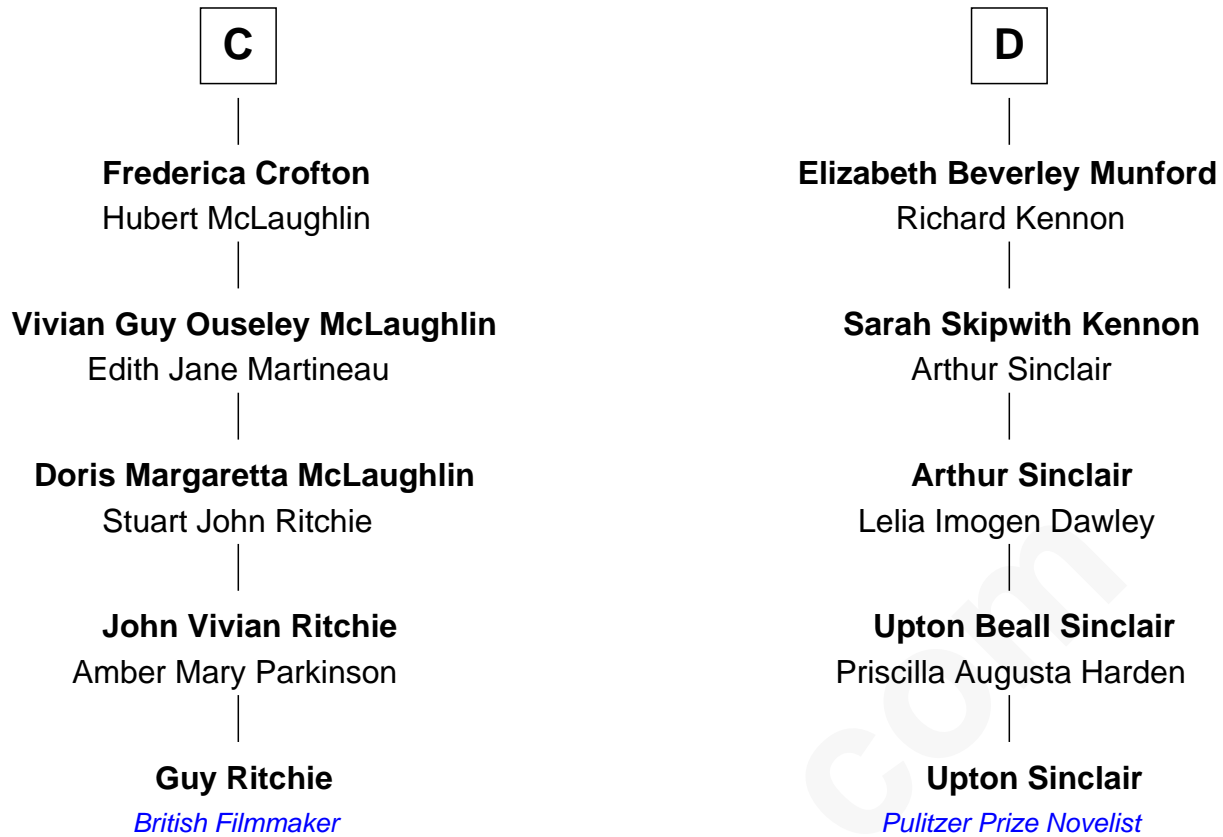 C
Frederica Crofton
Hubert McLaughlin
Vivian Guy Ouseley McLaughlin
Edith Jane Martineau
Doris Margaretta McLaughlin
Stuart John Ritchie
John Vivian Ritchie
Amber Mary Parkinson
Guy Ritchie
British Filmmaker
D
Elizabeth Beverley Munford
Richard Kennon
Sarah Skipwith Kennon
Arthur Sinclair
Arthur Sinclair
Lelia Imogen Dawley
Upton Beall Sinclair
Priscilla Augusta Harden
Upton Sinclair
Pulitzer Prize Novelist
com